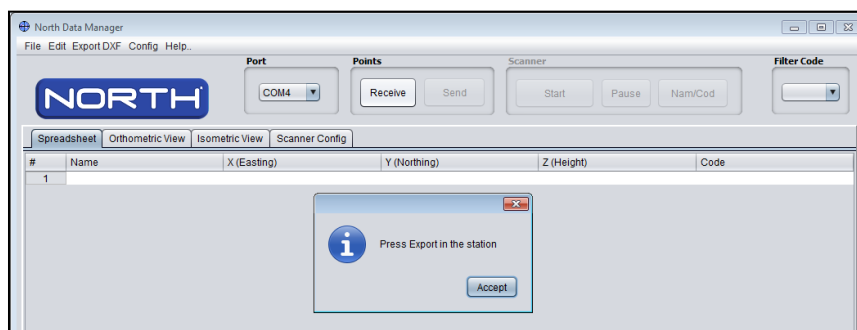 North Data Manager
File Edit Export DXF Config Help..
Port Points Scanner Filter Code
NORTH COM4 Receive Send Start Pause Nam/Cod
Spreadsheet Orthometric View Isometric View Scanner Config
# Name X (Easting) Y (Northing) Z (Height) Code
1
Press Export in the station
Accept